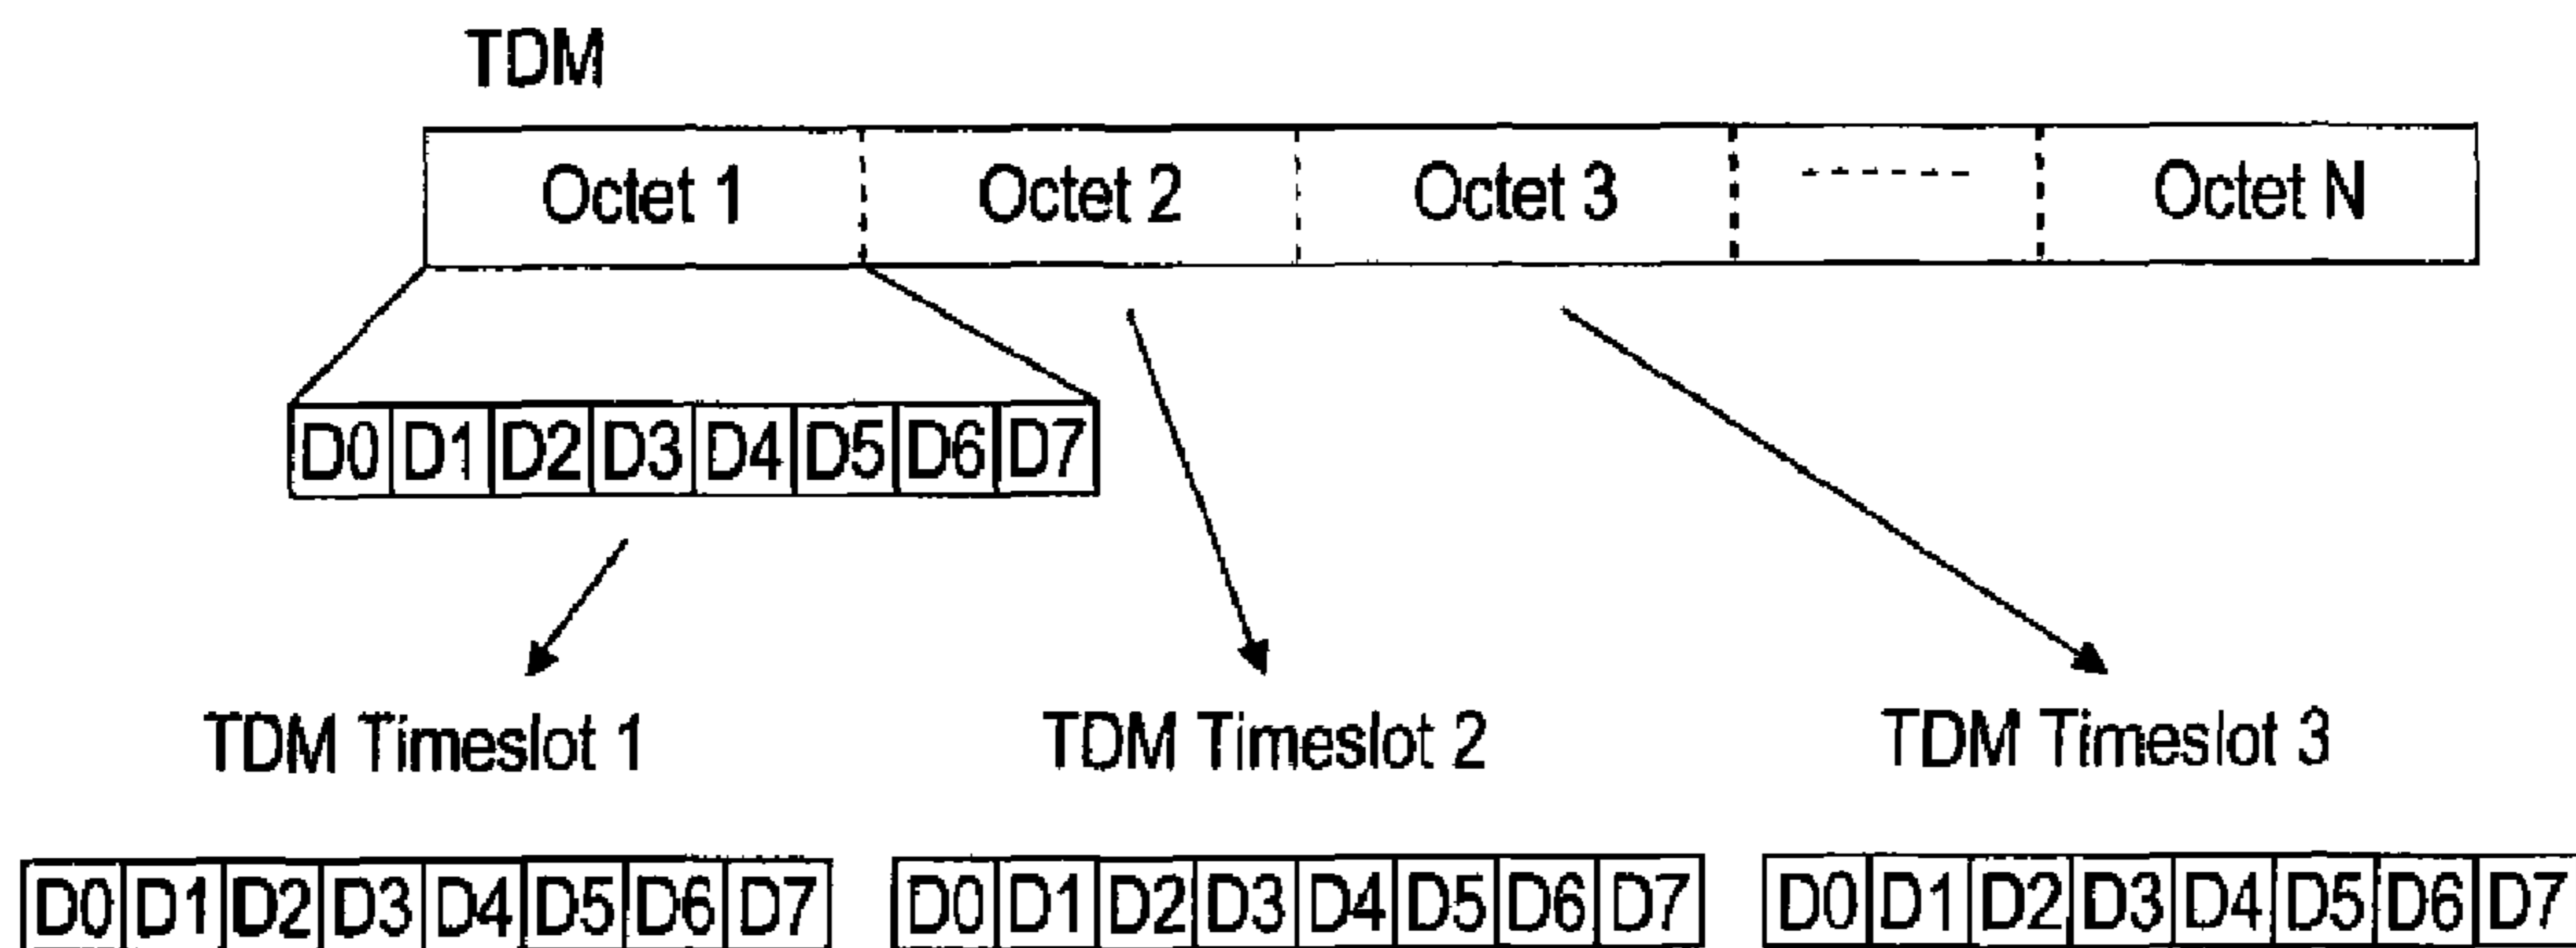 TDM
Octet 1 Octet 2 Octet 3 Octet N
D0 D1 D2 D3 D4 D5 D6 D7
TDM Timeslot 1 TDM Timeslot 2 TDM Timeslot 3
D0 D1 D2 D3 D4 D5 D6 D7 D0 D1 D2 D3 D4 D5 D6 D7 D0 D1 D2 D3 D4 D5 D6 D7